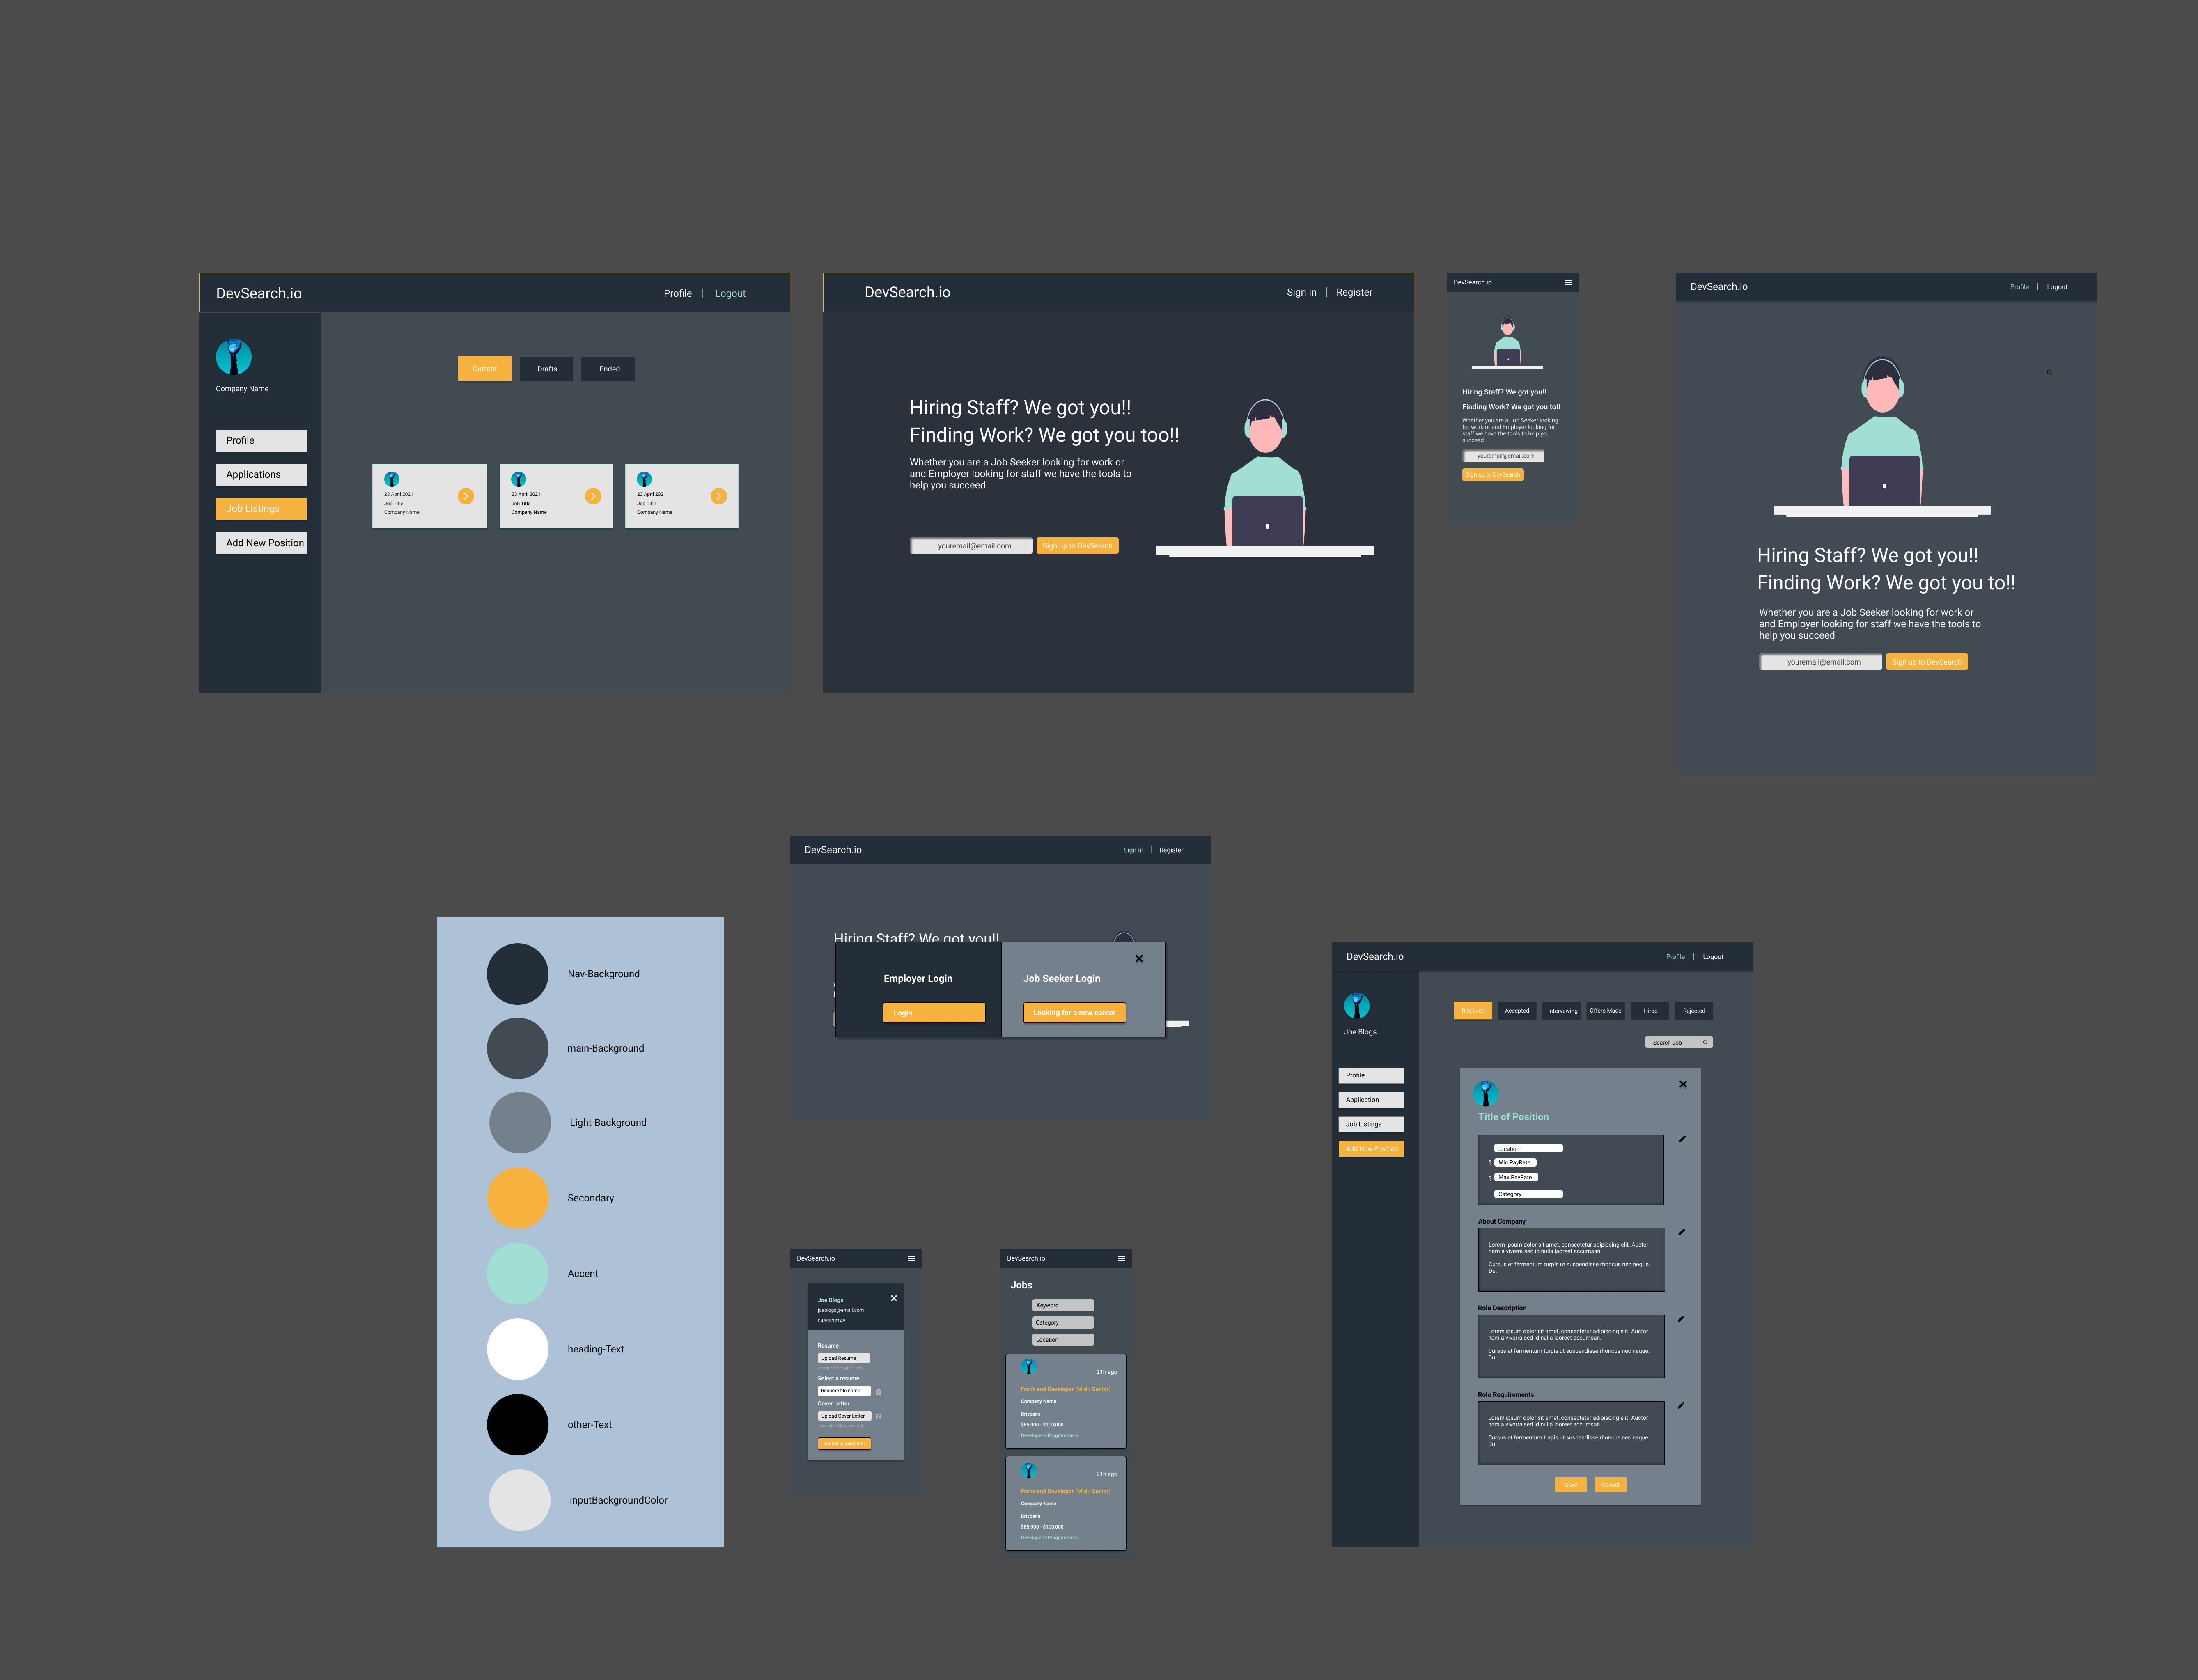 DevSearch.io
Profile | Logout
Company Name
Profile
Applications
Job Listings
Add New Position
Current
Drafts
Ended
23 April 2021
Job Title
Company Name
23 April 2021
Job Title
Company Name
23 April 2021
Job Title
Company Name
DevSearch.io
Sign In | Register
Hiring Staff? We got you!!
Finding Work? We got you too!!
Whether you are a Job Seeker looking for work or
and Employer looking for staff we have the tools to
help you succeed
youremail@email.com
Sign up to DevSearch
DevSearch.io
Hiring Staff? We got you!!
Finding Work? We got you to!!
Whether you are a Job Seeker looking
for work or and Employer looking for
staff we have the tools to help you
succeed
youremail@email.com
Sign up to DevSearch
DevSearch.io
Profile | Logout
Hiring Staff? We got you!!
Finding Work? We got you to!!
Whether you are a Job Seeker looking for work or
and Employer looking for staff we have the tools to
help you succeed
youremail@email.com
Sign up to DevSearch
Nav-Background
main-Background
Light-Background
Secondary
Accent
heading-Text
other-Text
inputBackgroundColor
DevSearch.io
Sign In | Register
Hiring Staff? We got you!!
Employer Login
Login
Job Seeker Login
Looking for a new career
DevSearch.io
Joe Blogs
joeblogs@email.com
0455532145
Resume
Upload Resume
Select a resume
Resume file name
Cover Letter
Upload Cover Letter
Submit Application
DevSearch.io
Jobs
Keyword
Category
Location
21h ago
Front-end Developer (Mid / Senior)
Company Name
Brisbane
$85,000 - $100,000
Developers/Programmers
21h ago
Front-end Developer (Mid / Senior)
Company Name
Brisbane
$85,000 - $100,000
Developers/Programmers
DevSearch.io
Profile | Logout
Joe Blogs
Profile
Application
Job Listings
Add New Position
Recieved
Accepted
Intervewing
Offers Made
Hired
Rejected
Search Job
Title of Position
Location
$ Min PayRate
$ Max PayRate
Category
About Company
Lorem ipsum dolor sit amet, consectetur adipiscing elit. Auctor
nam a viverra sed id nulla laoreet accumsan.
Cursus et fermentum turpis ut suspendisse rhoncus nec neque.
Du.
Role Description
Lorem ipsum dolor sit amet, consectetur adipiscing elit. Auctor
nam a viverra sed id nulla laoreet accumsan.
Cursus et fermentum turpis ut suspendisse rhoncus nec neque.
Du.
Role Requirements
Lorem ipsum dolor sit amet, consectetur adipiscing elit. Auctor
nam a viverra sed id nulla laoreet accumsan.
Cursus et fermentum turpis ut suspendisse rhoncus nec neque.
Du.
Save
Cancel